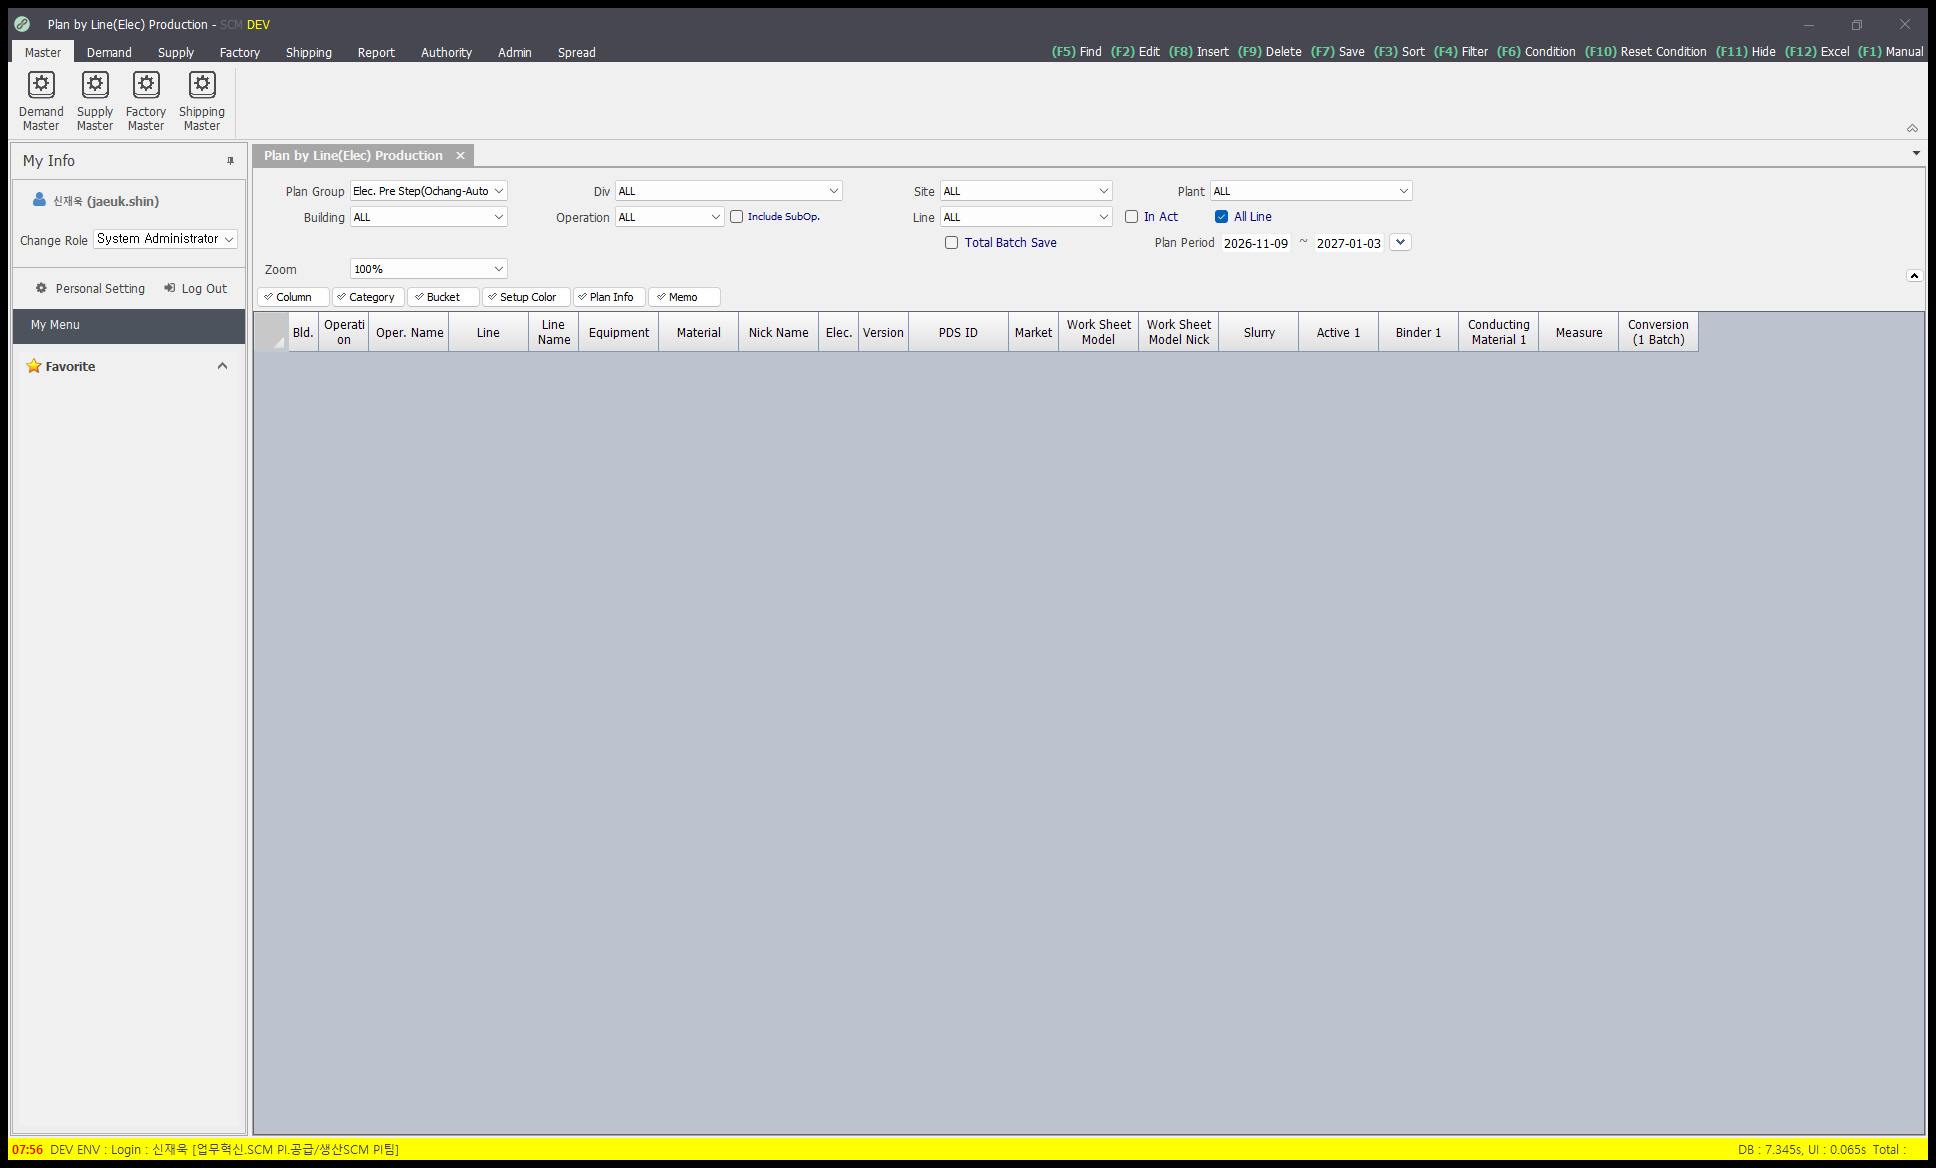 Plan by Line(Elec) Production - SCM DEV
Master Demand Supply Factory Shipping Report Authority Admin Spread (F5) Find (F2) Edit (F8) Insert (F9) Delete (F7) Save (F3) Sort (F4) Filter (F6) Condition (F10) Reset Condition (F11) Hide (F12) Excel (F1) Manual
Demand Master Supply Master Factory Master Shipping Master
My Info
신재욱 (jaeuk.shin)
Change Role System Administrator
Personal Setting Log Out
My Menu
Favorite
Plan by Line(Elec) Production
Plan Group Elec. Pre Step(Ochang-Auto Div ALL Site ALL Plant ALL
Building ALL Operation ALL Include SubOp. Line ALL In Act All Line
Total Batch Save Plan Period 2026-11-09 ~ 2027-01-03
Zoom 100%
Column Category Bucket Setup Color Plan Info Memo
Bld. Operation Oper. Name Line Line Name Equipment Material Nick Name Elec. Version PDS ID Market Work Sheet Model Work Sheet Model Nick Slurry Active 1 Binder 1 Conducting Material 1 Measure Conversion (1 Batch)
07:56 DEV ENV : Login : 신재욱 [업무혁신.SCM PI.공급/생산SCM PI팀] DB : 7.345s, UI : 0.065s Total :